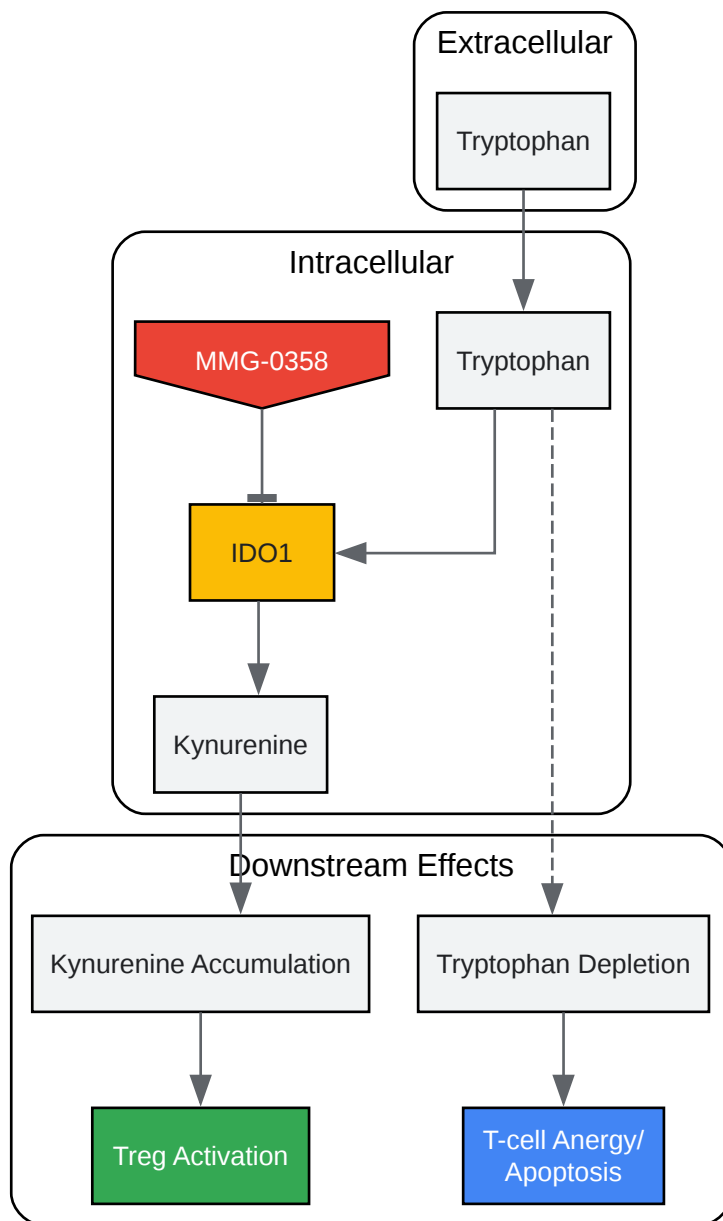 Extracellular
Tryptophan
Intracellular
MMG-0358
Tryptophan
IDO1
Kynurenine
Downstream Effects
Kynurenine Accumulation
Tryptophan Depletion
Treg Activation
T-cell Anergy/
Apoptosis